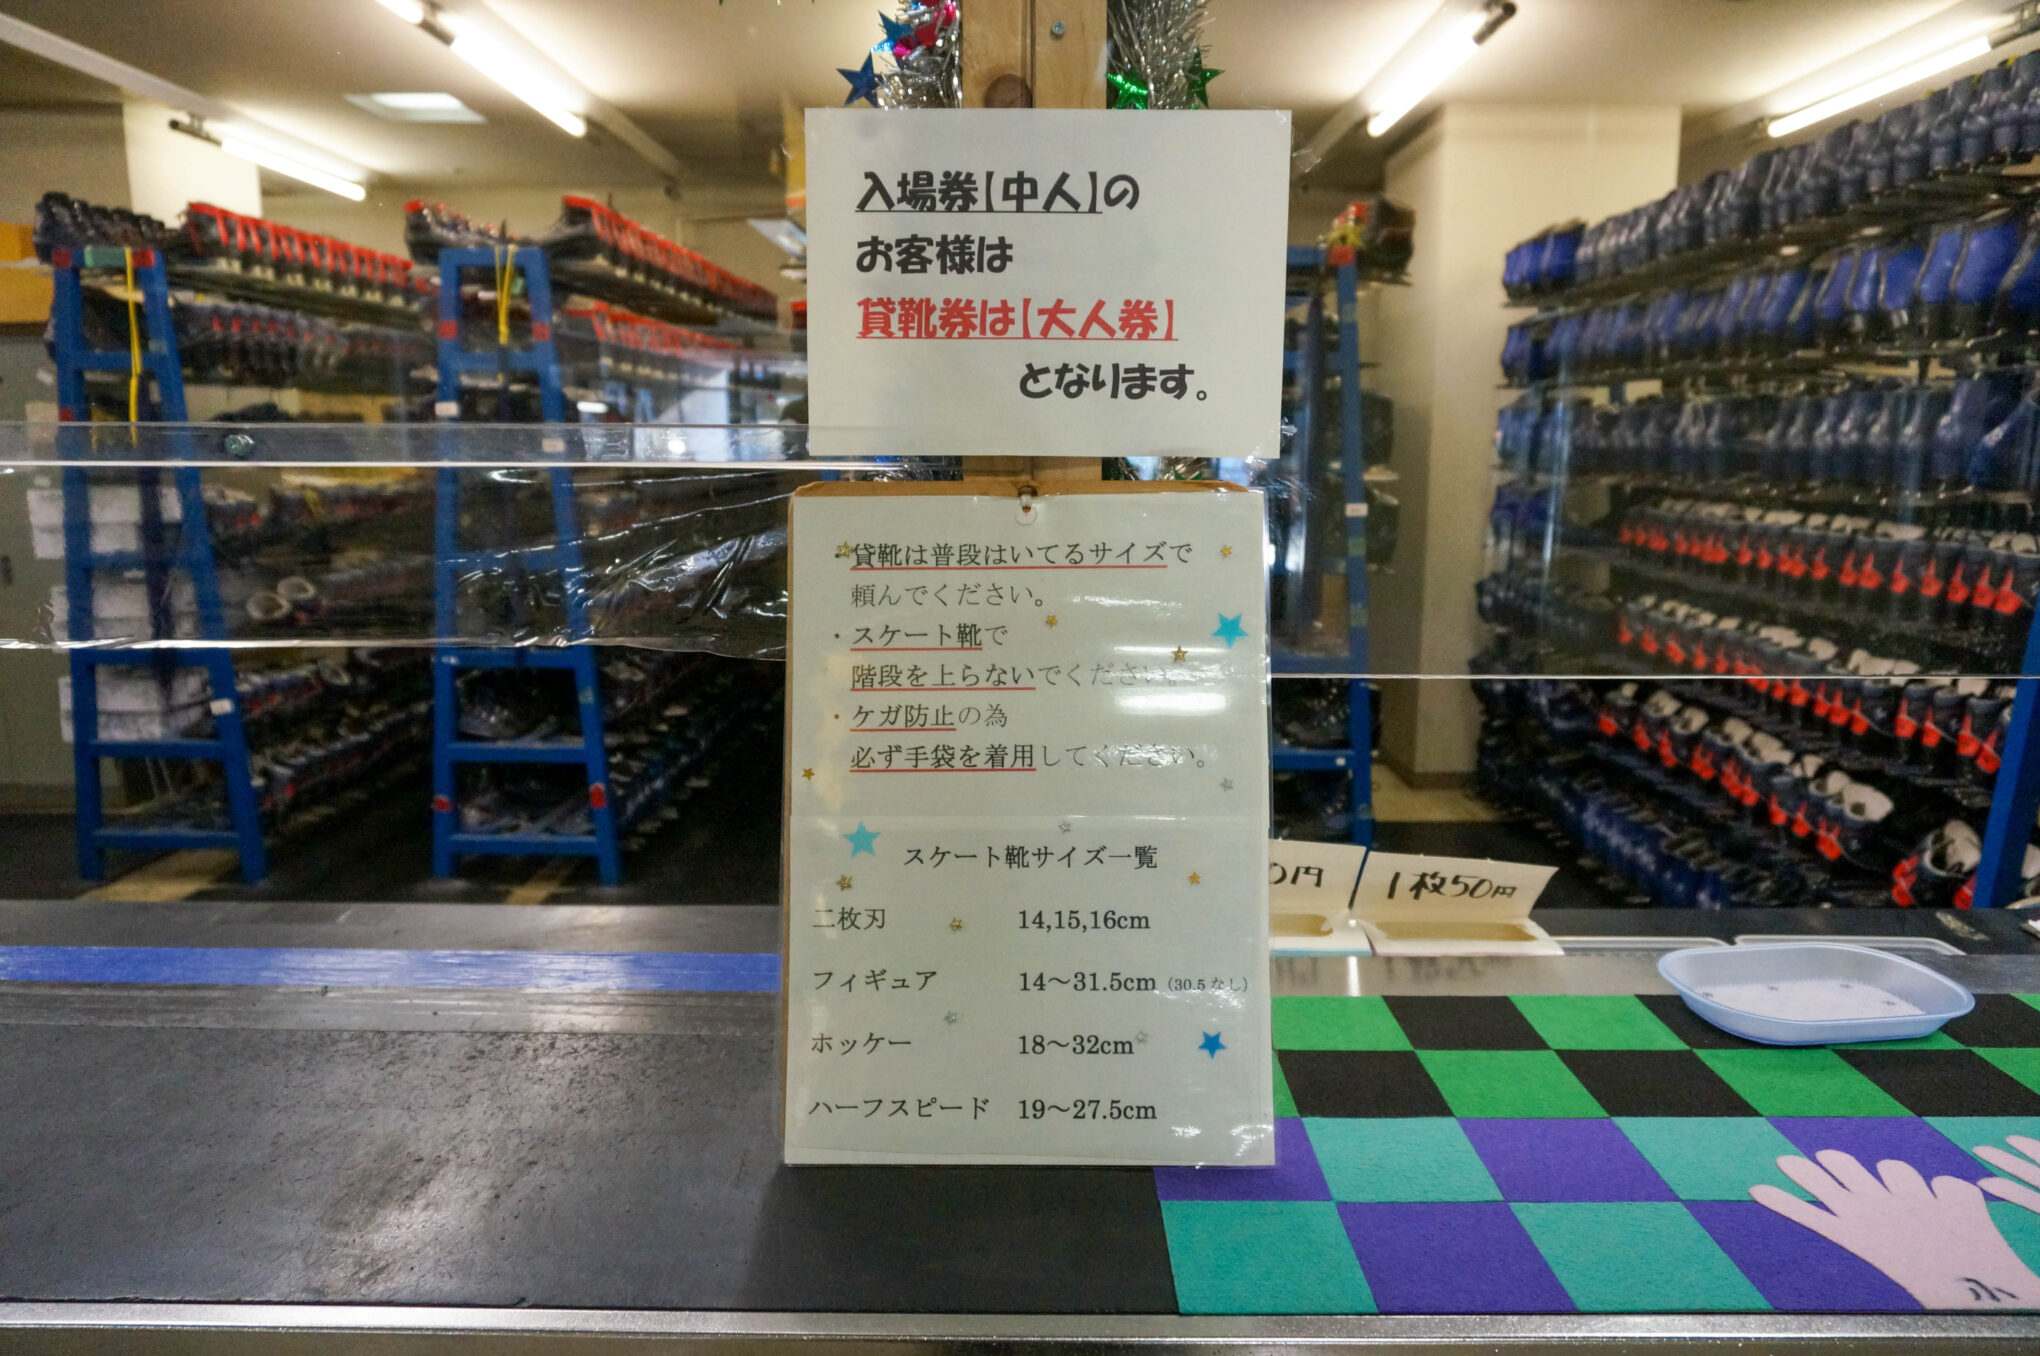 入場券【中人】の
お客様は
貸靴券は【大人券】
となります。
・貸靴は普段はいてるサイズで
頼んでください。
・スケート靴で
階段を上らないでください。
・ケガ防止の為
必ず手袋を着用してください。
スケート靴サイズ一覧
二枚刃 14,15,16cm
フィギュア 14～31.5cm (30.5なし)
ホッケー 18～32cm
ハーフスピード 19～27.5cm
0円
1枚50円
小